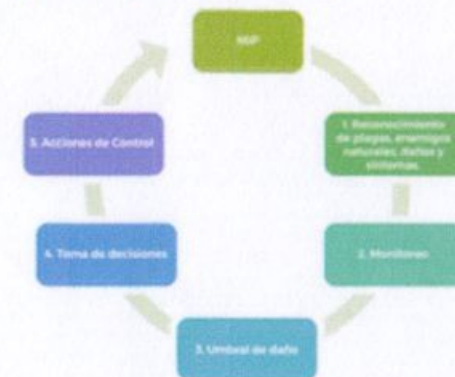 MIP
1. Reconocimiento
de plagas, enemigos
naturales, daños y
síntomas.
2. Monitoreo
3. Umbral de daño
4. Toma de decisiones
5. Acciones de Control